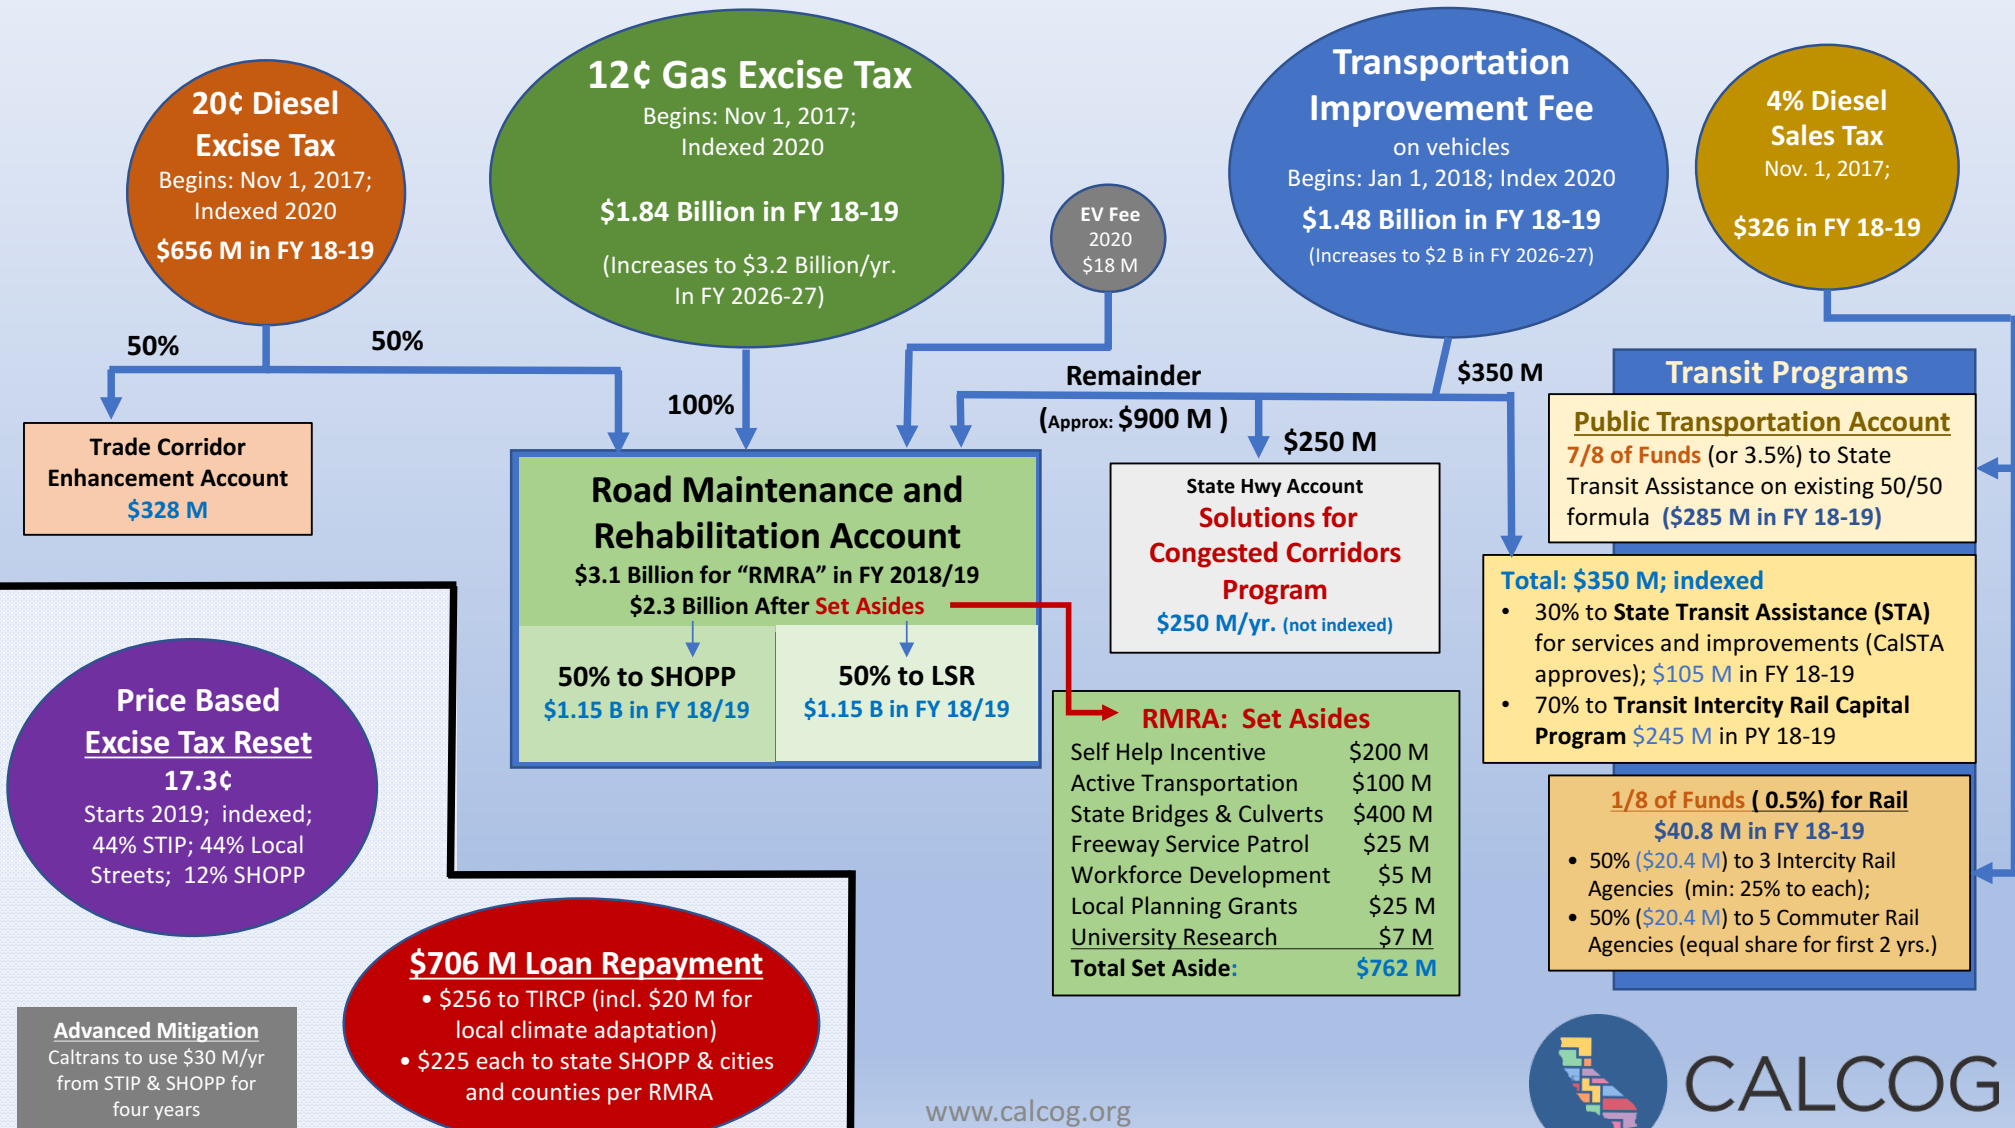 20¢ Diesel
Excise Tax
Begins: Nov 1, 2017;
Indexed 2020
$656 M in FY 18-19
12¢ Gas Excise Tax
Begins: Nov 1, 2017;
Indexed 2020
$1.84 Billion in FY 18-19
(Increases to $3.2 Billion/yr.
In FY 2026-27)
EV Fee
2020
$18 M
Transportation
Improvement Fee
on vehicles
Begins: Jan 1, 2018; Index 2020
$1.48 Billion in FY 18-19
(Increases to $2 B in FY 2026-27)
4% Diesel
Sales Tax
Nov. 1, 2017;
$326 in FY 18-19
50%
50%
100%
Remainder
(Approx: $900 M )
$250 M
$350 M
Trade Corridor
Enhancement Account
$328 M
Road Maintenance and
Rehabilitation Account
$3.1 Billion for “RMRA” in FY 2018/19
$2.3 Billion After Set Asides
50% to SHOPP
$1.15 B in FY 18/19
50% to LSR
$1.15 B in FY 18/19
State Hwy Account
Solutions for
Congested Corridors
Program
$250 M/yr. (not indexed)
RMRA: Set Asides
Self Help Incentive $200 M
Active Transportation $100 M
State Bridges & Culverts $400 M
Freeway Service Patrol $25 M
Workforce Development $5 M
Local Planning Grants $25 M
University Research $7 M
Total Set Aside: $762 M
Transit Programs
Public Transportation Account
7/8 of Funds (or 3.5%) to State
Transit Assistance on existing 50/50
formula ($285 M in FY 18-19)
Total: $350 M; indexed
• 30% to State Transit Assistance (STA)
for services and improvements (CalSTA
approves); $105 M in FY 18-19
• 70% to Transit Intercity Rail Capital
Program $245 M in PY 18-19
1/8 of Funds ( 0.5%) for Rail
$40.8 M in FY 18-19
• 50% ($20.4 M) to 3 Intercity Rail
Agencies (min: 25% to each);
• 50% ($20.4 M) to 5 Commuter Rail
Agencies (equal share for first 2 yrs.)
Price Based
Excise Tax Reset
17.3¢
Starts 2019; indexed;
44% STIP; 44% Local
Streets; 12% SHOPP
$706 M Loan Repayment
• $256 to TIRCP (incl. $20 M for
local climate adaptation)
• $225 each to state SHOPP & cities
and counties per RMRA
Advanced Mitigation
Caltrans to use $30 M/yr
from STIP & SHOPP for
four years
www.calcog.org
CALCOG